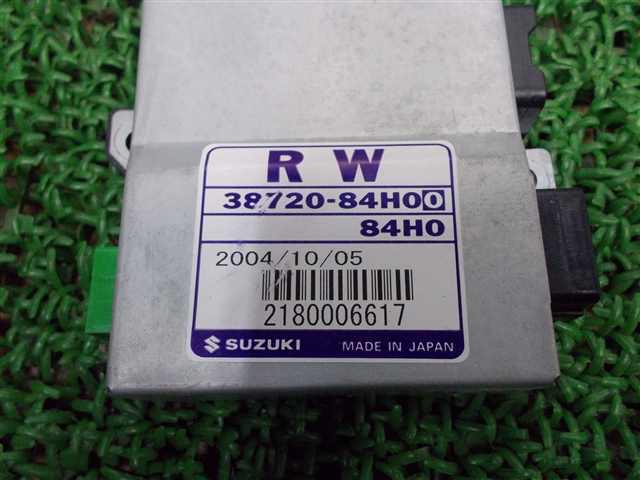 R W
38720-84H00
84H0
2004/10/05
2180006617
SUZUKI MADE IN JAPAN